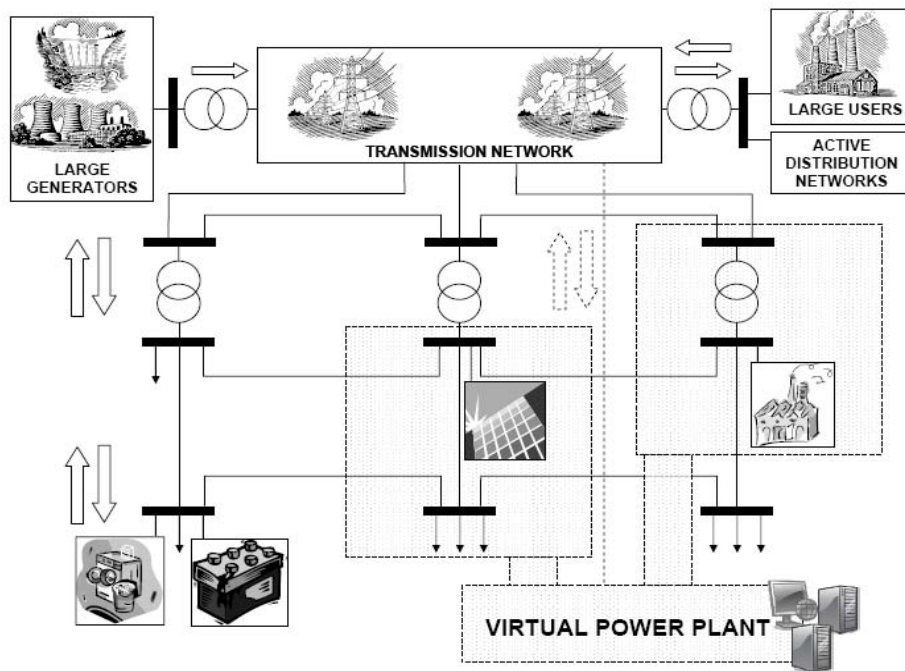 LARGE
GENERATORS
TRANSMISSION NETWORK
LARGE USERS
ACTIVE
DISTRIBUTION
NETWORKS
VIRTUAL POWER PLANT